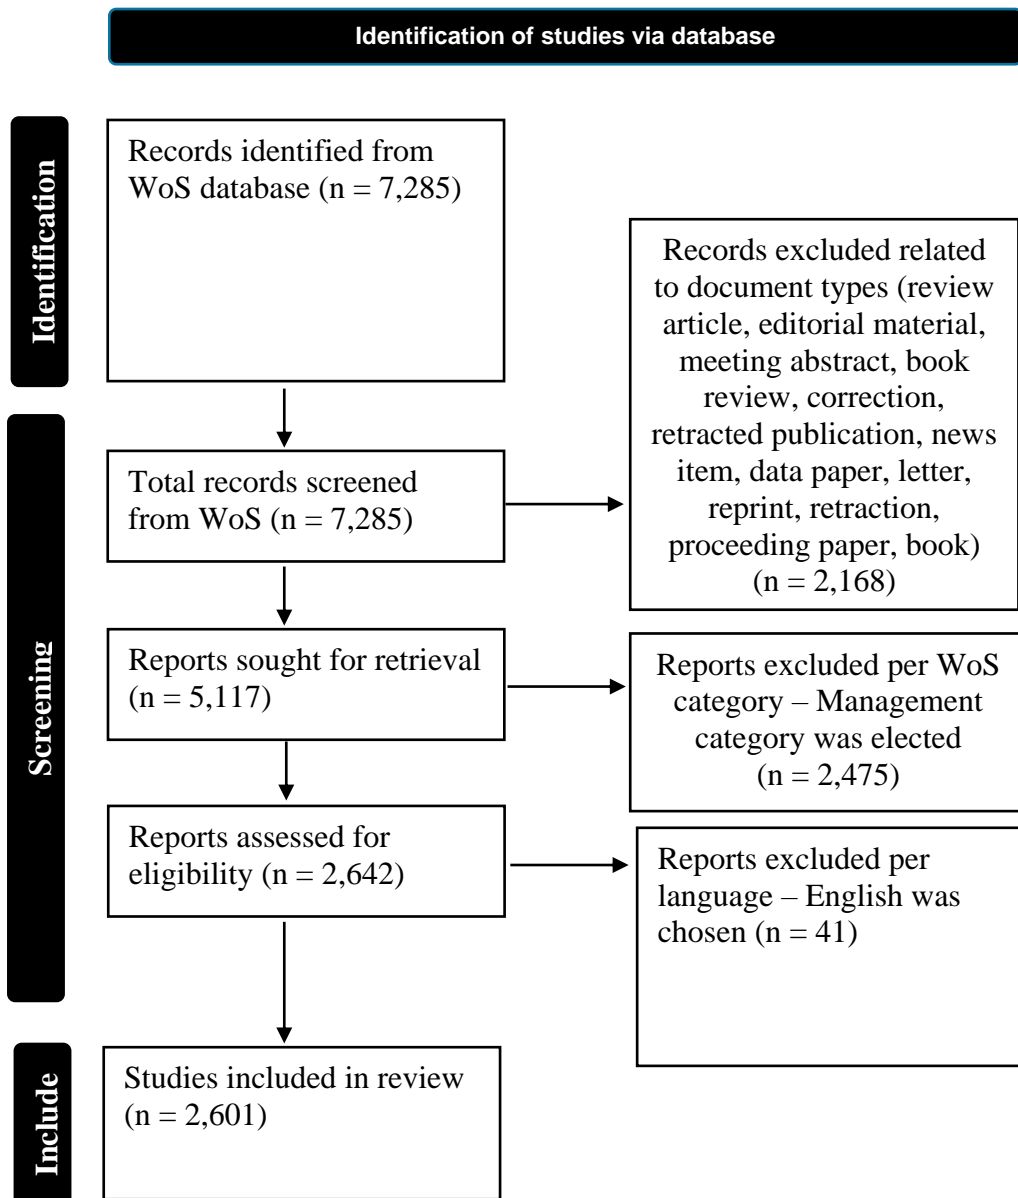 Identification of studies via database
Identification
Records identified from
WoS database (n = 7,285)
Records excluded related
to document types (review
article, editorial material,
meeting abstract, book
review, correction,
retracted publication, news
item, data paper, letter,
reprint, retraction,
proceeding paper, book)
(n = 2,168)
Screening
Total records screened
from WoS (n = 7,285)
Reports sought for retrieval
(n = 5,117)
Reports excluded per WoS
category – Management
category was elected
(n = 2,475)
Reports assessed for
eligibility (n = 2,642)
Reports excluded per
language – English was
chosen (n = 41)
Include
Studies included in review
(n = 2,601)